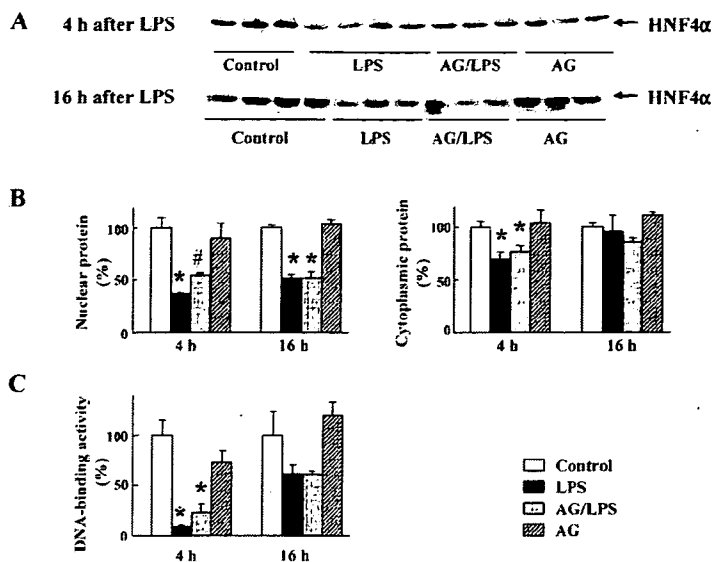 A
4 h after LPS
HNF4α
Control LPS AG/LPS AG
16 h after LPS
HNF4α
Control LPS AG/LPS AG
B
Nuclear protein
(%)
100
50
0
* # * *
4 h 16 h
Cytoplasmic protein
(%)
100
50
0
* *
4 h 16 h
C
DNA-binding activity
(%)
100
50
0
* *
4 h 16 h
Control
LPS
AG/LPS
AG